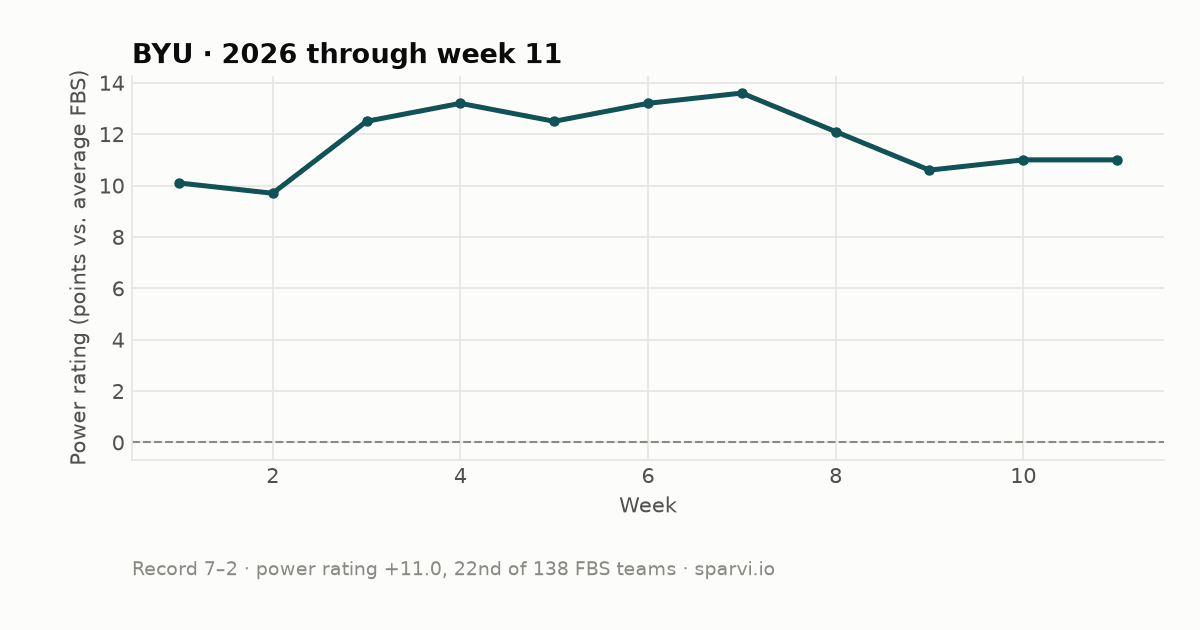 BYU · 2026 through week 11
Power rating (points vs. average FBS)
14
12
10
8
6
4
2
0
2 4 6 8 10
Week
Record 7–2 · power rating +11.0, 22nd of 138 FBS teams · sparvi.io